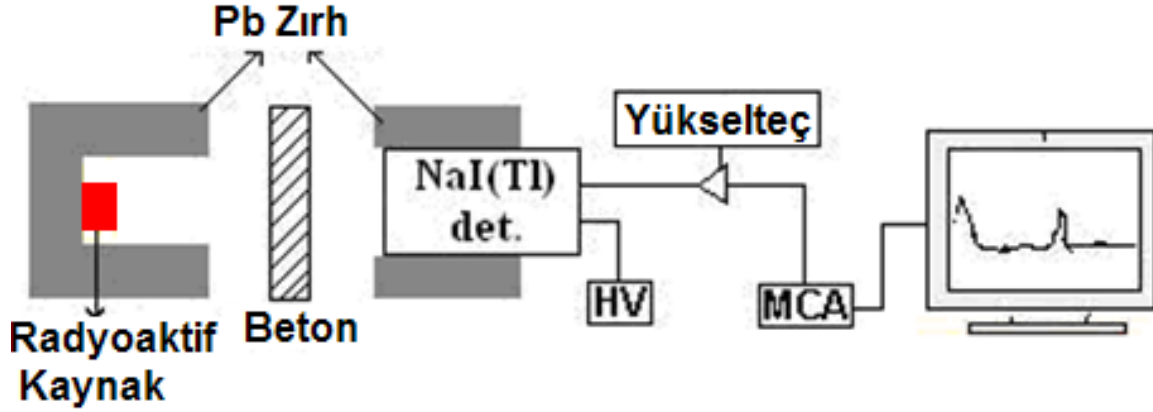 Pb Zırh
Yükselteç
NaI(Tl)
det.
HV
MCA
Beton
Radyoaktif
Kaynak